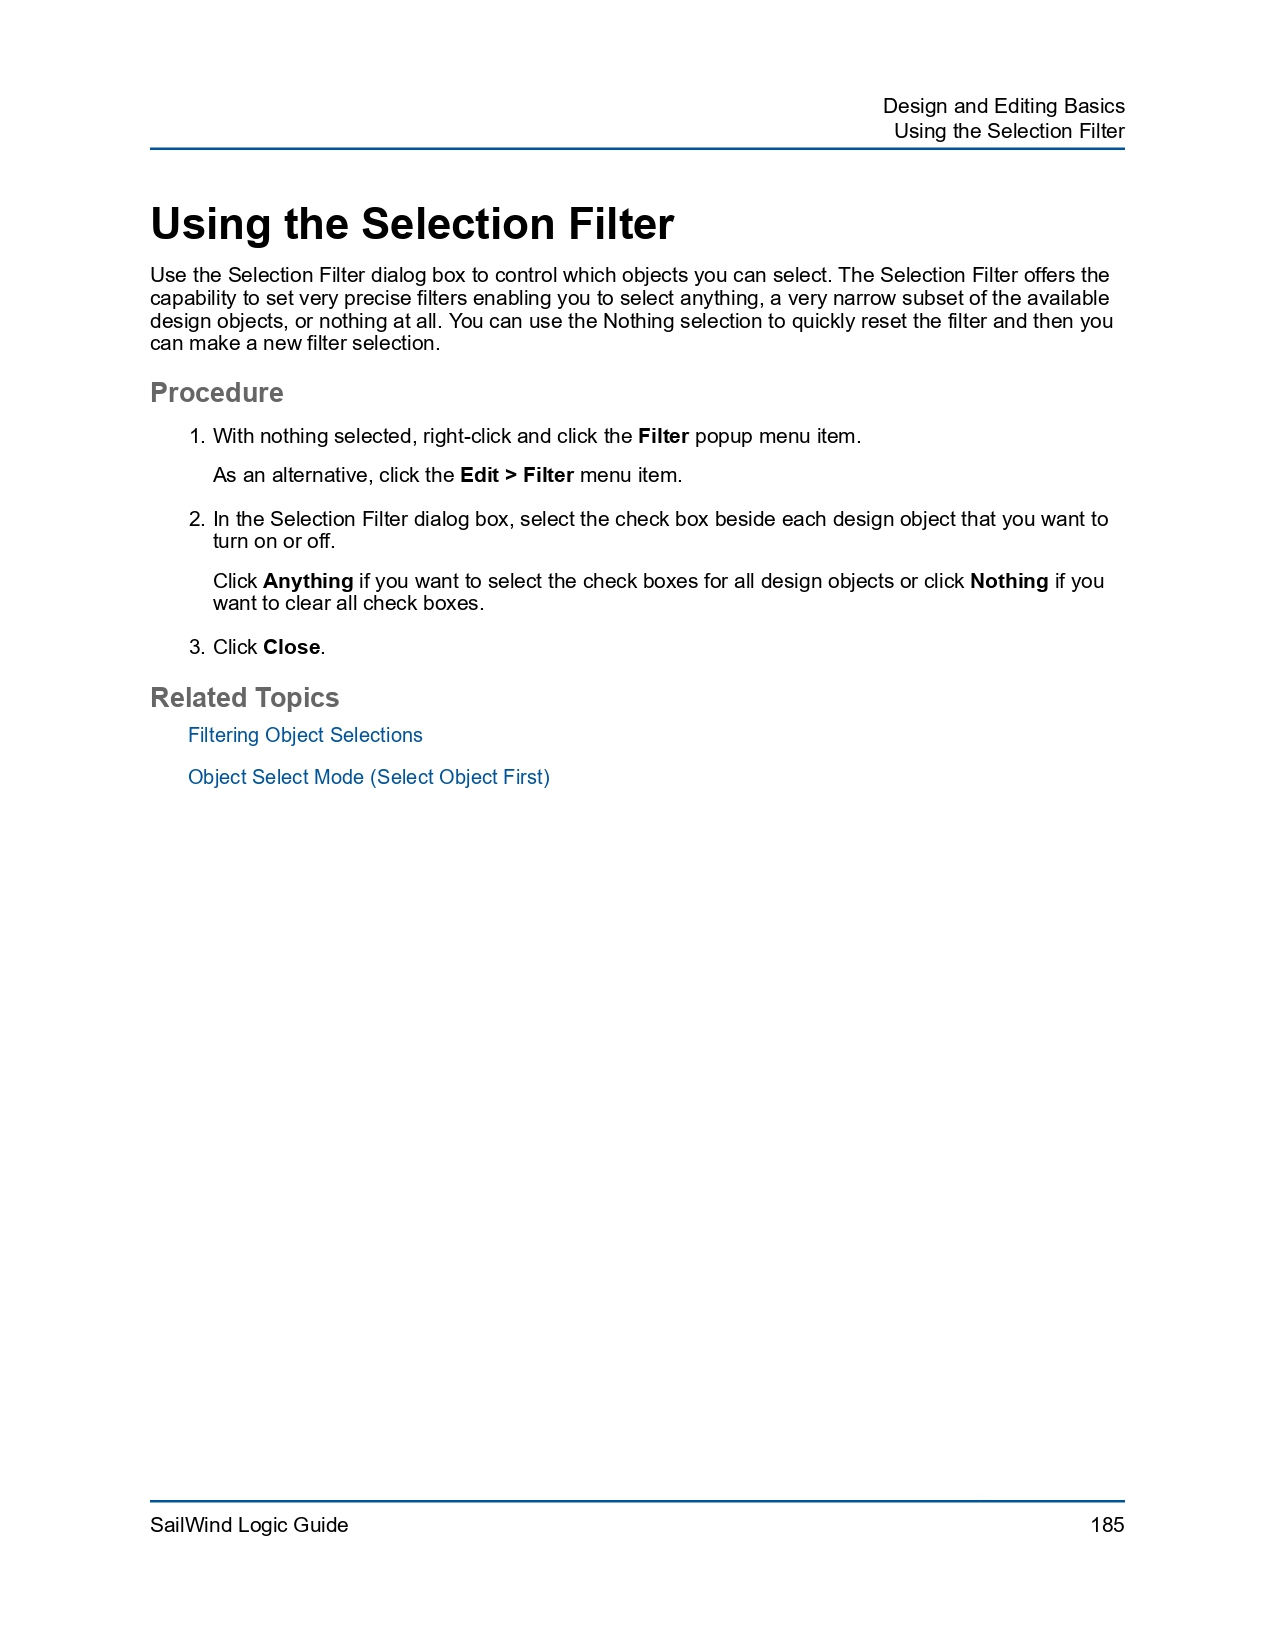 Design and Editing Basics
Using the Selection Filter
Using the Selection Filter
Use the Selection Filter dialog box to control which objects you can select. The Selection Filter offers the
capability to set very precise filters enabling you to select anything, a very narrow subset of the available
design objects, or nothing at all. You can use the Nothing selection to quickly reset the filter and then you
can make a new filter selection.
Procedure
1. With nothing selected, right-click and click the Filter popup menu item.
As an alternative, click the Edit > Filter menu item.
2. In the Selection Filter dialog box, select the check box beside each design object that you want to
turn on or off.
Click Anything if you want to select the check boxes for all design objects or click Nothing if you
want to clear all check boxes.
3. Click Close.
Related Topics
Filtering Object Selections
Object Select Mode (Select Object First)
SailWind Logic Guide 185